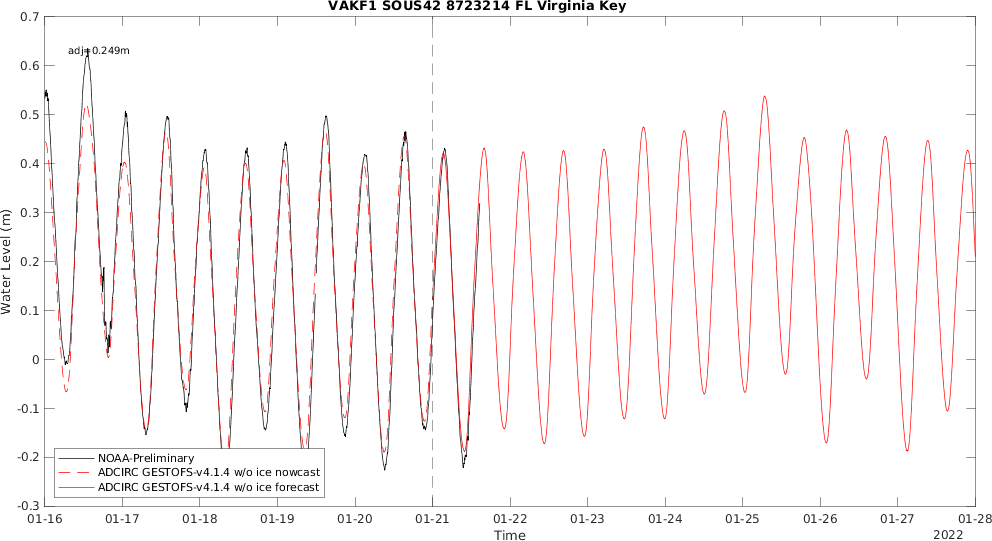 VAKF1 SOUS42 8723214 FL Virginia Key
adj=0.249m
Water Level (m)
0.7
0.6
0.5
0.4
0.3
0.2
0.1
0
-0.1
-0.2
-0.3
NOAA-Preliminary
ADCIRC GESTOFS-v4.1.4 w/o ice nowcast
ADCIRC GESTOFS-v4.1.4 w/o ice forecast
01-16 01-17 01-18 01-19 01-20 01-21 01-22 01-23 01-24 01-25 01-26 01-27 01-28
Time
2022